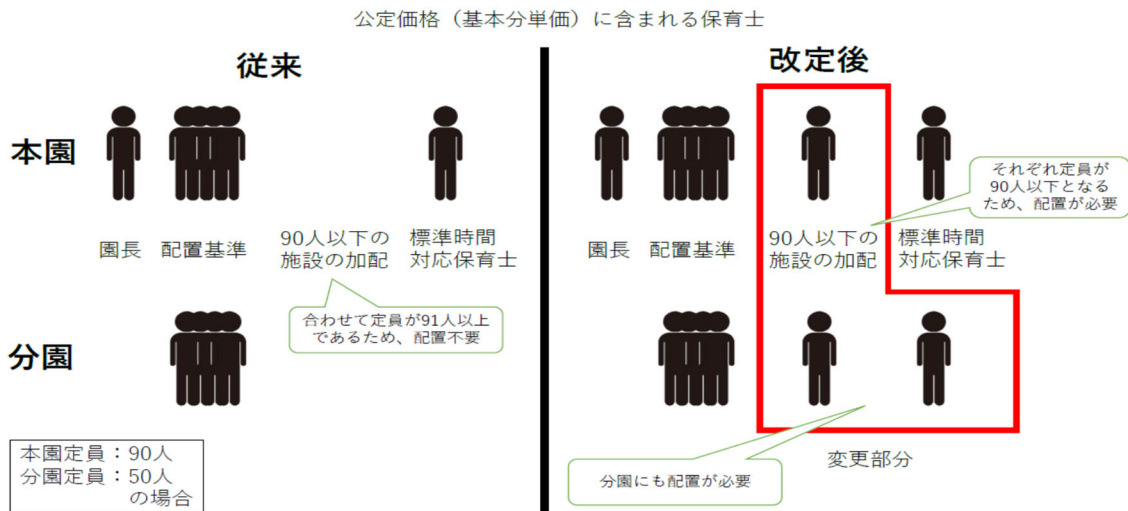 公定価格（基本分単価）に含まれる保育士
従来
本園
園長
配置基準
90人以下の
施設の加配
標準時間
対応保育士
合わせて定員が91人以上
であるため、配置不要
分園
本園定員：90人
分園定員：50人
の場合
改定後
それぞれ定員が
90人以下となる
ため、配置が必要
園長
配置基準
90人以下の
施設の加配
標準時間
対応保育士
分園にも配置が必要
変更部分